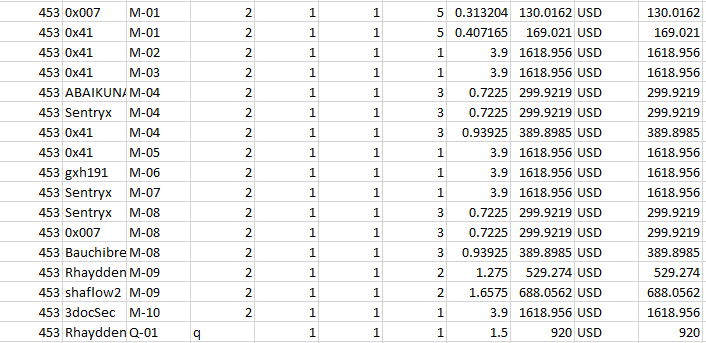 453 0x007 M-01 2 1 1 5 0.313204 130.0162 USD 130.0162
453 0x41 M-01 2 1 1 5 0.407165 169.021 USD 169.021
453 0x41 M-02 2 1 1 1 3.9 1618.956 USD 1618.956
453 0x41 M-03 2 1 1 1 3.9 1618.956 USD 1618.956
453 ABAIKUNA M-04 2 1 1 3 0.7225 299.9219 USD 299.9219
453 Sentryx M-04 2 1 1 3 0.7225 299.9219 USD 299.9219
453 0x41 M-04 2 1 1 3 0.93925 389.8985 USD 389.8985
453 0x41 M-05 2 1 1 1 3.9 1618.956 USD 1618.956
453 gxh191 M-06 2 1 1 1 3.9 1618.956 USD 1618.956
453 Sentryx M-07 2 1 1 1 3.9 1618.956 USD 1618.956
453 Sentryx M-08 2 1 1 3 0.7225 299.9219 USD 299.9219
453 0x007 M-08 2 1 1 3 0.7225 299.9219 USD 299.9219
453 Bauchibre M-08 2 1 1 3 0.93925 389.8985 USD 389.8985
453 Rhaydden M-09 2 1 1 2 1.275 529.274 USD 529.274
453 shaflow2 M-09 2 1 1 2 1.6575 688.0562 USD 688.0562
453 3docSec M-10 2 1 1 1 3.9 1618.956 USD 1618.956
453 Rhaydden Q-01 q 1 1 1 1.5 920 USD 920